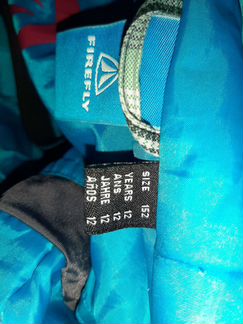 FIREFLY
SIZE 152
YEARS 12
ANS 12
JAHRE 12
AÑOS 12